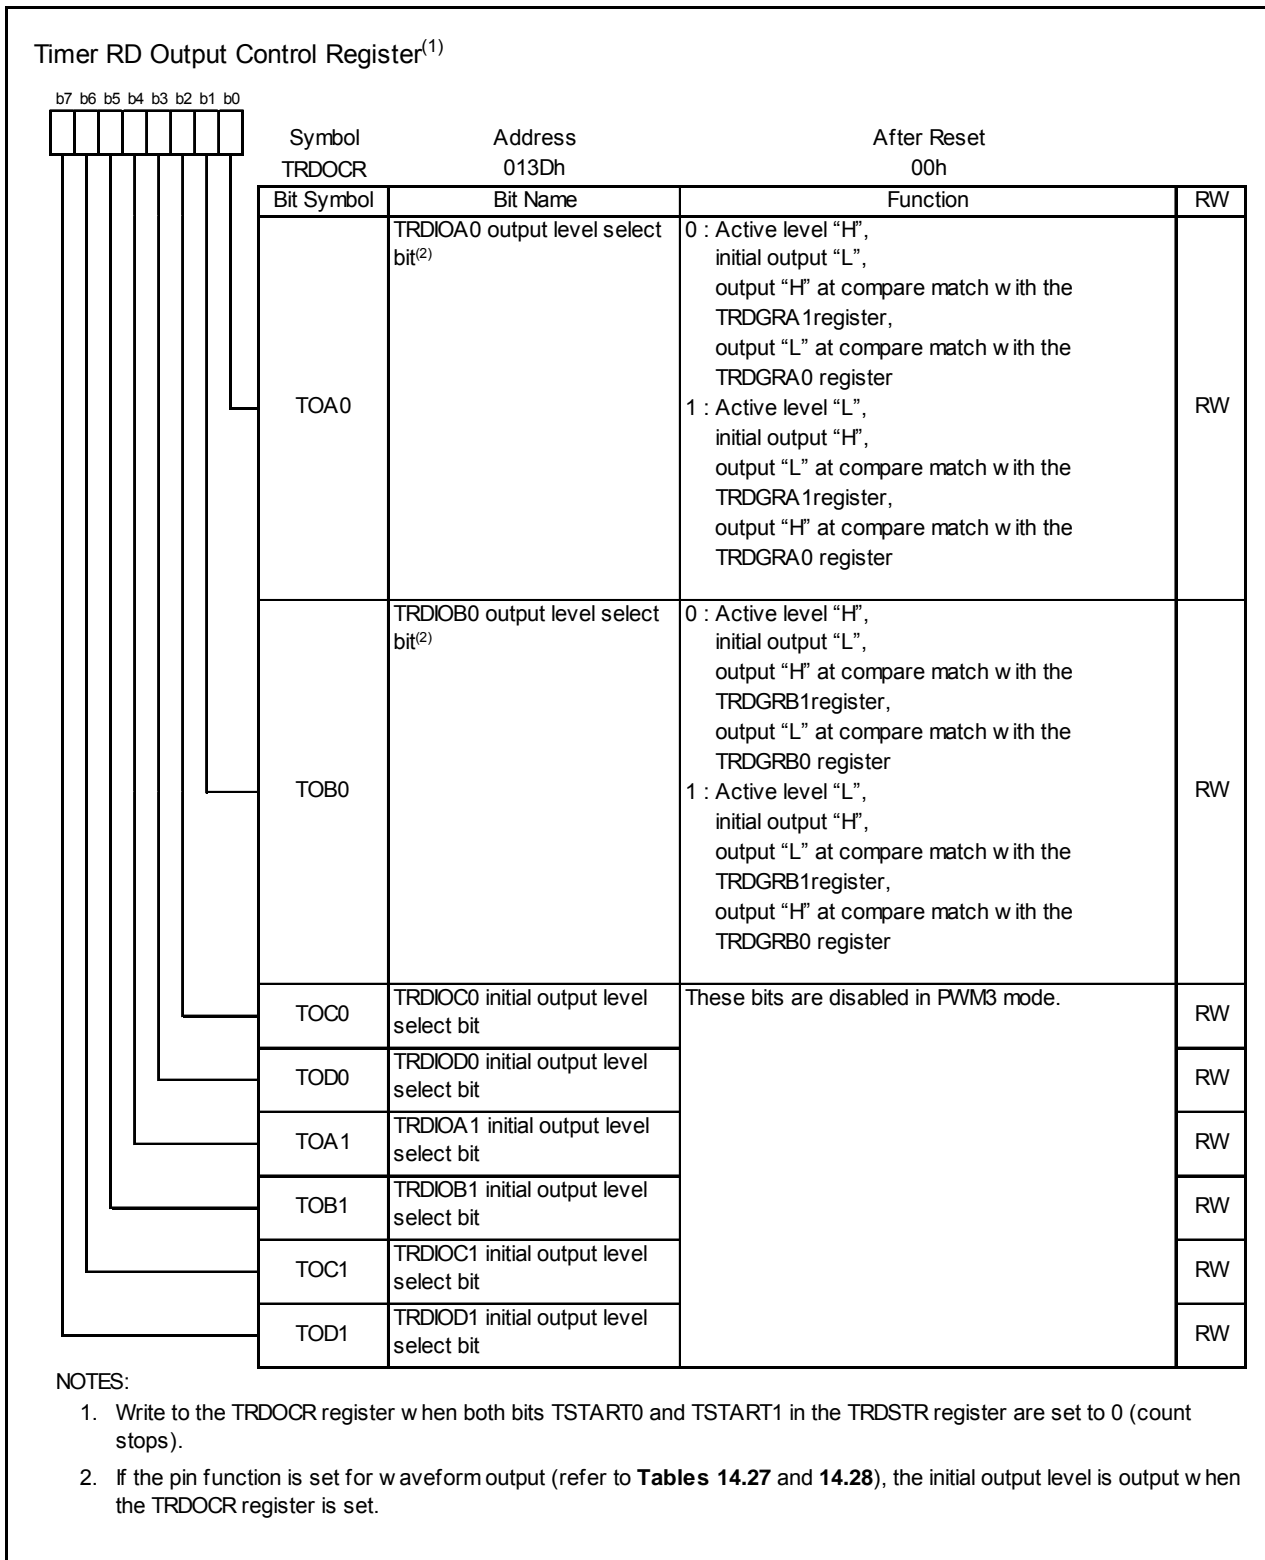 Timer RD Output Control Register(1)
b7 b6 b5 b4 b3 b2 b1 b0
Symbol Address After Reset
TRDOCR 013Dh 00h
Bit Symbol Bit Name Function RW
TOA0
TRDIOA0 output level select
bit(2)
0 : Active level “H”,
initial output “L”,
output “H” at compare match with the
TRDGRA1register,
output “L” at compare match with the
TRDGRA0 register
1 : Active level “L”,
initial output “H”,
output “L” at compare match with the
TRDGRA1register,
output “H” at compare match with the
TRDGRA0 register
RW
TOB0
TRDIOB0 output level select
bit(2)
0 : Active level “H”,
initial output “L”,
output “H” at compare match with the
TRDGRB1register,
output “L” at compare match with the
TRDGRB0 register
1 : Active level “L”,
initial output “H”,
output “L” at compare match with the
TRDGRB1register,
output “H” at compare match with the
TRDGRB0 register
RW
TOC0
TRDIOC0 initial output level
select bit
These bits are disabled in PWM3 mode.
RW
TOD0
TRDIOD0 initial output level
select bit
RW
TOA1
TRDIOA1 initial output level
select bit
RW
TOB1
TRDIOB1 initial output level
select bit
RW
TOC1
TRDIOC1 initial output level
select bit
RW
TOD1
TRDIOD1 initial output level
select bit
RW
NOTES:
1. Write to the TRDOCR register when both bits TSTART0 and TSTART1 in the TRDSTR register are set to 0 (count
stops).
2. If the pin function is set for waveform output (refer to Tables 14.27 and 14.28), the initial output level is output when
the TRDOCR register is set.